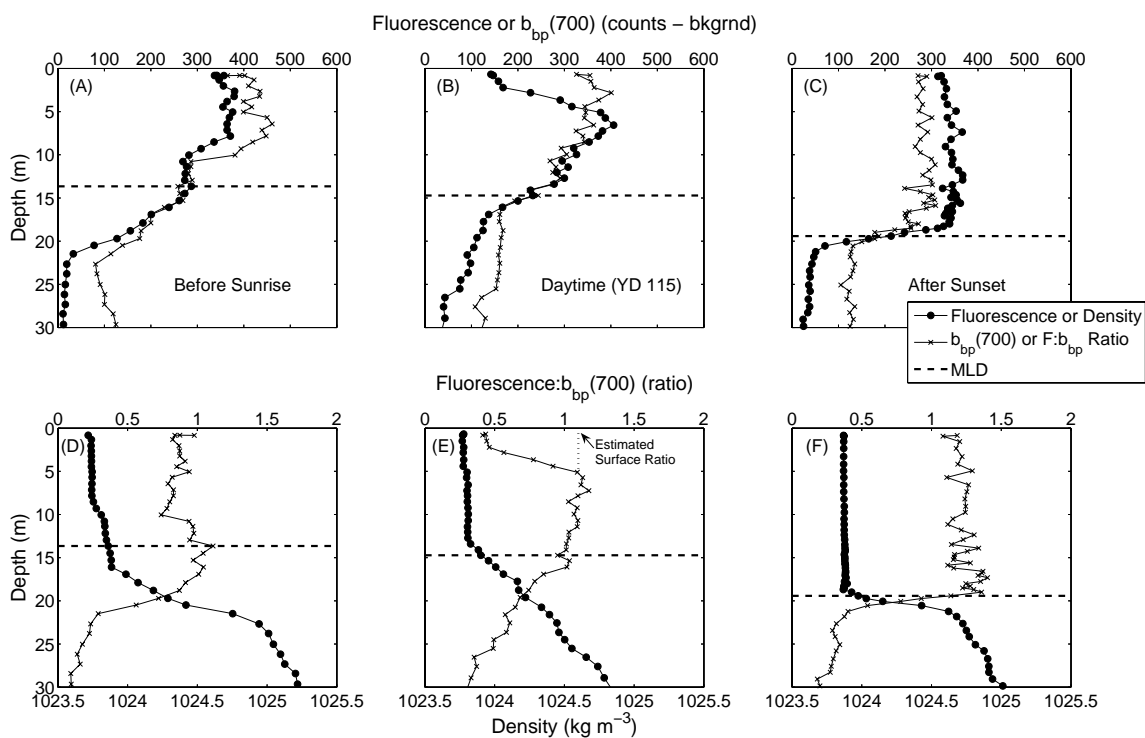 Fluorescence or b_bp(700) (counts – bkgrnd)
0 100 200 300 400 500 600
0 100 200 300 400 500 600
0 100 200 300 400 500 600
0
5
10
15
20
25
30
Depth (m)
(A)
Before Sunrise
(B)
Daytime (YD 115)
(C)
After Sunset
Fluorescence or Density
b_bp(700) or F:b_bp Ratio
MLD
Fluorescence:b_bp(700) (ratio)
0 0.5 1 1.5 2
0 0.5 1 1.5 2
0 0.5 1 1.5 2
0
5
10
15
20
25
30
Depth (m)
(D)
(E)
Estimated
Surface Ratio
(F)
1023.5 1024 1024.5 1025 1025.5
1023.5 1024 1024.5 1025 1025.5
1023.5 1024 1024.5 1025 1025.5
Density (kg m⁻³)